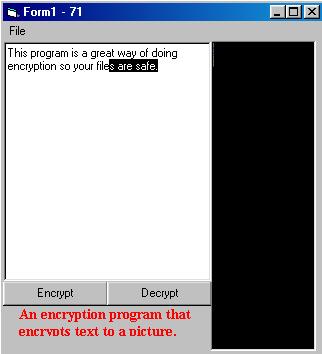 Form1 - 71
File
This program is a great way of doing
encryption so your files are safe.
Encrypt Decrypt
An encryption program that
encrypts text to a picture.